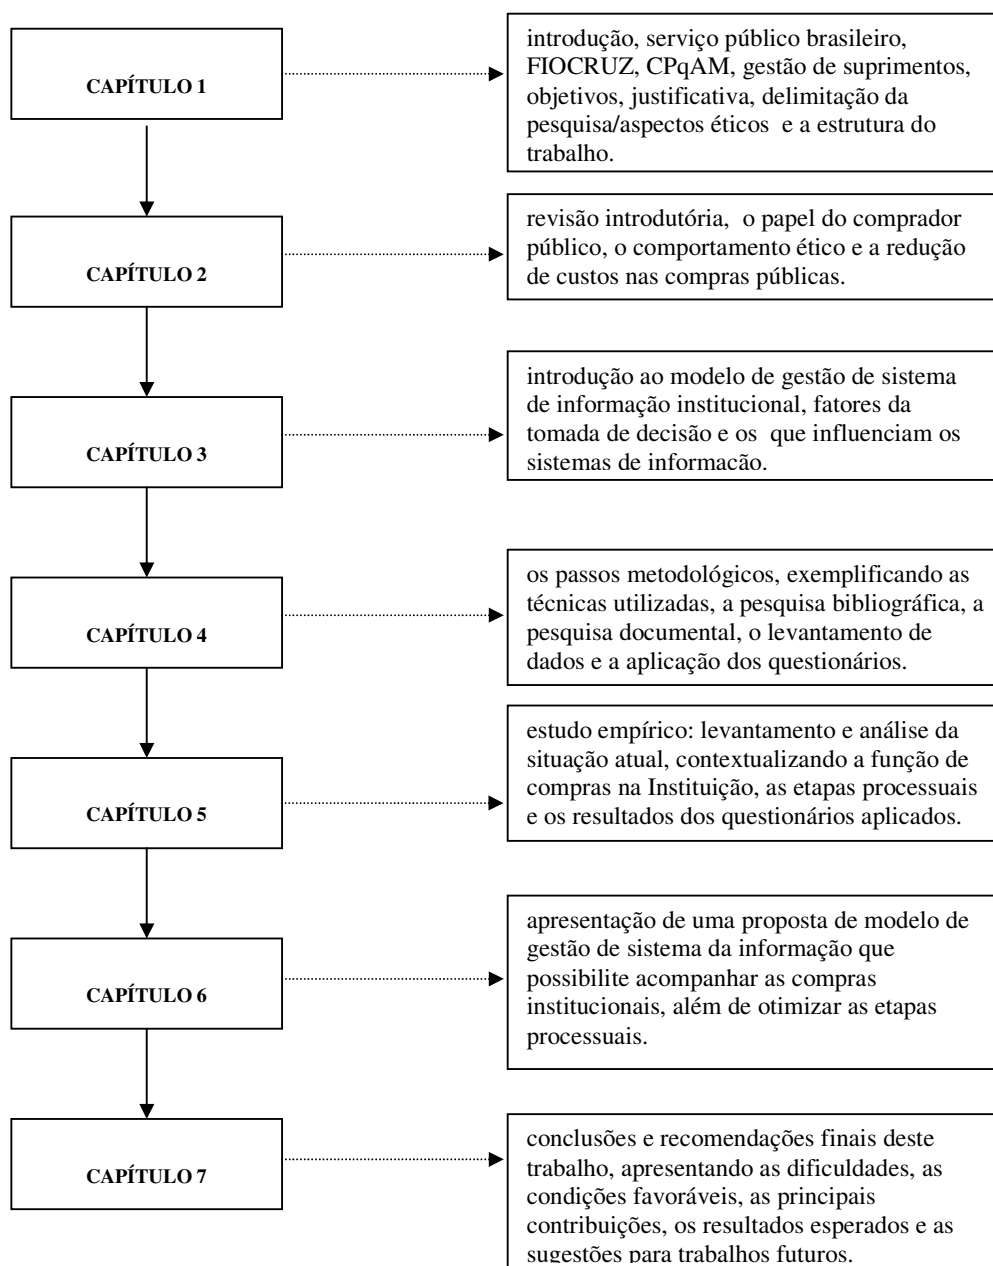 CAPÍTULO 1
introdução, serviço público brasileiro,
FIOCRUZ, CPqAM, gestão de suprimentos,
objetivos, justificativa, delimitação da
pesquisa/aspectos éticos e a estrutura do
trabalho.
CAPÍTULO 2
revisão introdutória, o papel do comprador
público, o comportamento ético e a redução
de custos nas compras públicas.
CAPÍTULO 3
introdução ao modelo de gestão de sistema
de informação institucional, fatores da
tomada de decisão e os que influenciam os
sistemas de informacão.
CAPÍTULO 4
os passos metodológicos, exemplificando as
técnicas utilizadas, a pesquisa bibliográfica, a
pesquisa documental, o levantamento de
dados e a aplicação dos questionários.
CAPÍTULO 5
estudo empírico: levantamento e análise da
situação atual, contextualizando a função de
compras na Instituição, as etapas processuais
e os resultados dos questionários aplicados.
CAPÍTULO 6
apresentação de uma proposta de modelo de
gestão de sistema da informação que
possibilite acompanhar as compras
institucionais, além de otimizar as etapas
processuais.
CAPÍTULO 7
conclusões e recomendações finais deste
trabalho, apresentando as dificuldades, as
condições favoráveis, as principais
contribuições, os resultados esperados e as
sugestões para trabalhos futuros.